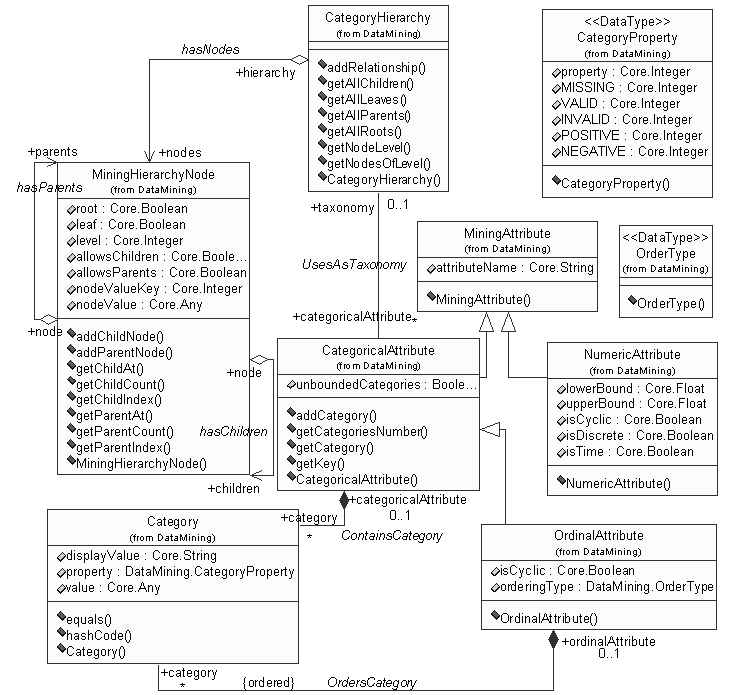 CategoryHierarchy
(from DataMining)
addRelationship()
getAllChildren()
getAllLeaves()
getAllParents()
getAllRoots()
getNodeLevel()
getNodesOfLevel()
CategoryHierarchy()
<<DataType>>
CategoryProperty
(from DataMining)
property : Core.Integer
MISSING : Core.Integer
VALID : Core.Integer
INVALID : Core.Integer
POSITIVE : Core.Integer
NEGATIVE : Core.Integer
CategoryProperty()
hasNodes
+hierarchy
+parents
+nodes
hasParents
+node
MiningHierarchyNode
(from DataMining)
root : Core.Boolean
leaf : Core.Boolean
level : Core.Integer
allowsChildren : Core.Boole...
allowsParents : Core.Boolean
nodeValueKey : Core.Integer
nodeValue : Core.Any
addChildNode()
addParentNode()
getChildAt()
getChildCount()
getChildIndex()
getParentAt()
getParentCount()
getParentIndex()
MiningHierarchyNode()
+node
hasChildren
+children
+taxonomy
0..1
UsesAsTaxonomy
+categoricalAttribute
*
MiningAttribute
(from DataMining)
attributeName : Core.String
MiningAttribute()
<<DataType>>
OrderType
(from DataMining)
OrderType()
CategoricalAttribute
(from DataMining)
unboundedCategories : Boole...
addCategory()
getCategoriesNumber()
getCategory()
getKey()
CategoricalAttribute()
NumericAttribute
(from DataMining)
lowerBound : Core.Float
upperBound : Core.Float
isCyclic : Core.Boolean
isDiscrete : Core.Boolean
isTime : Core.Boolean
NumericAttribute()
+categoricalAttribute
0..1
+category
*
ContainsCategory
Category
(from DataMining)
displayValue : Core.String
property : DataMining.CategoryProperty
value : Core.Any
equals()
hashCode()
Category()
OrdinalAttribute
(from DataMining)
isCyclic : Core.Boolean
orderingType : DataMining.OrderType
OrdinalAttribute()
+ordinalAttribute
0..1
+category
*
{ordered}
OrdersCategory